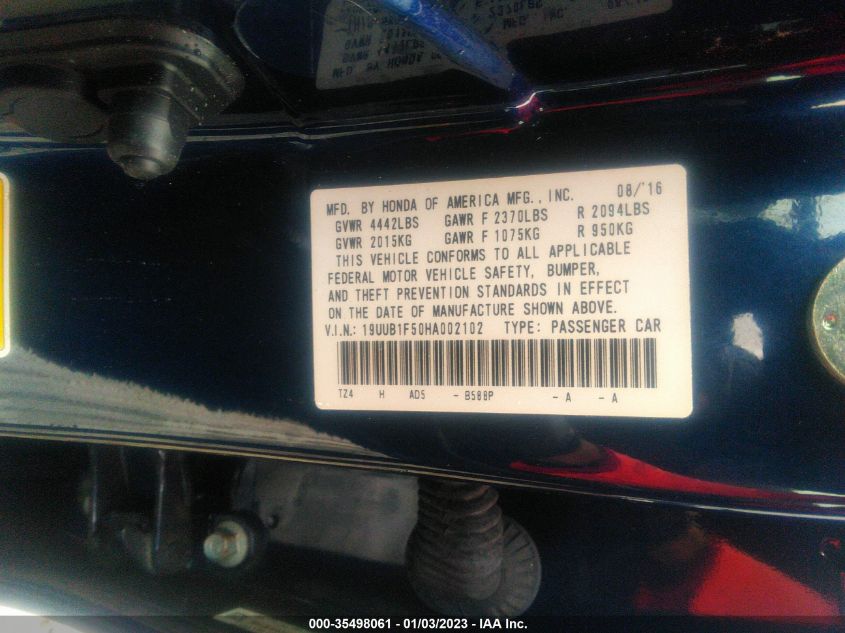 MFD. BY HONDA OF AMERICA MFG., INC. 08/'16
GVWR 4442LBS GAWR F 2370LBS R 2094LBS
GVWR 2015KG GAWR F 1075KG R 950KG
THIS VEHICLE CONFORMS TO ALL APPLICABLE
FEDERAL MOTOR VEHICLE SAFETY, BUMPER,
AND THEFT PREVENTION STANDARDS IN EFFECT
ON THE DATE OF MANUFACTURE SHOWN ABOVE.
V.I.N.: 19UUB1F50HA002102 TYPE: PASSENGER CAR
TZ4 H AD5 - B588P - A - A
000-35498061 - 01/03/2023 - IAA Inc.